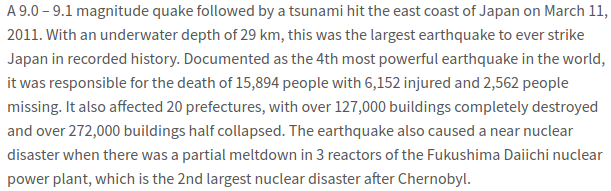 A 9.0 – 9.1 magnitude quake followed by a tsunami hit the east coast of Japan on March 11,
2011. With an underwater depth of 29 km, this was the largest earthquake to ever strike
Japan in recorded history. Documented as the 4th most powerful earthquake in the world,
it was responsible for the death of 15,894 people with 6,152 injured and 2,562 people
missing. It also affected 20 prefectures, with over 127,000 buildings completely destroyed
and over 272,000 buildings half collapsed. The earthquake also caused a near nuclear
disaster when there was a partial meltdown in 3 reactors of the Fukushima Daiichi nuclear
power plant, which is the 2nd largest nuclear disaster after Chernobyl.